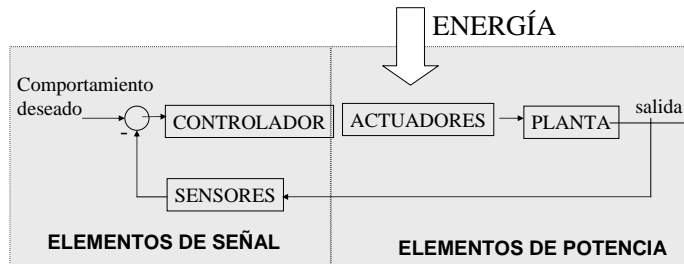 ENERGÍA
Comportamiento
deseado
-
CONTROLADOR
ACTUADORES
PLANTA
salida
SENSORES
ELEMENTOS DE SEÑAL
ELEMENTOS DE POTENCIA